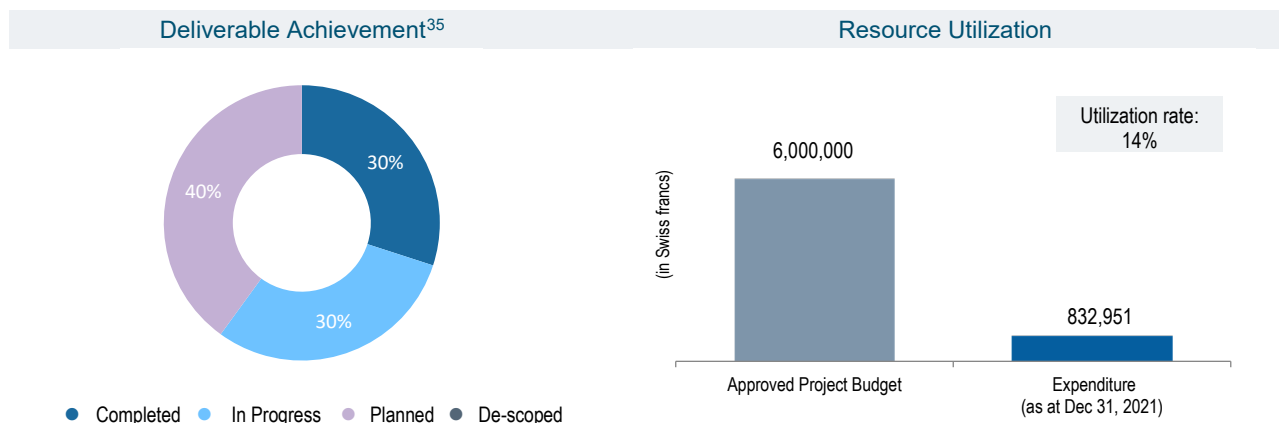 Deliverable Achievement35
Resource Utilization
30%
30%
40%
Completed
In Progress
Planned
De-scoped
Utilization rate:
14%
(in Swiss francs)
6,000,000
832,951
Approved Project Budget
Expenditure
(as at Dec 31, 2021)